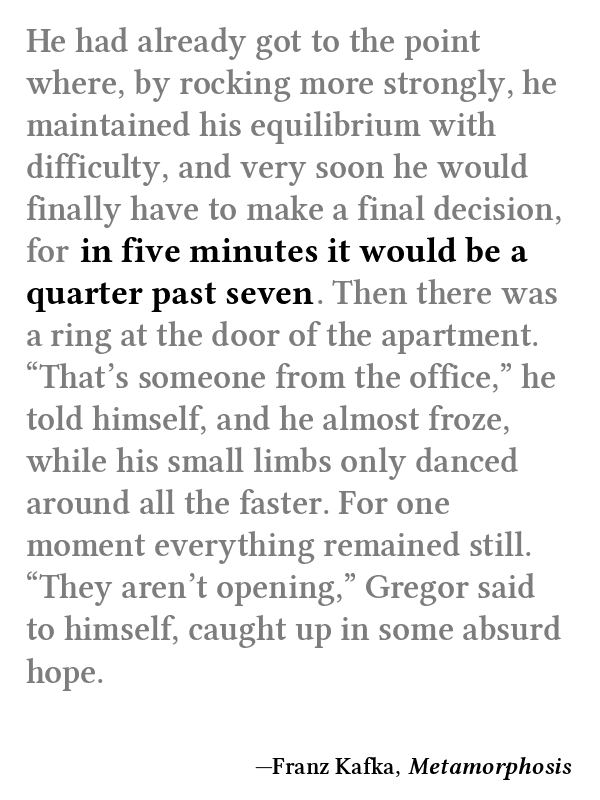 He had already got to the point
where, by rocking more strongly, he
maintained his equilibrium with
difficulty, and very soon he would
finally have to make a final decision,
for in five minutes it would be a
quarter past seven. Then there was
a ring at the door of the apartment.
“That’s someone from the office,” he
told himself, and he almost froze,
while his small limbs only danced
around all the faster. For one
moment everything remained still.
“They aren’t opening,” Gregor said
to himself, caught up in some absurd
hope.
—Franz Kafka, Metamorphosis